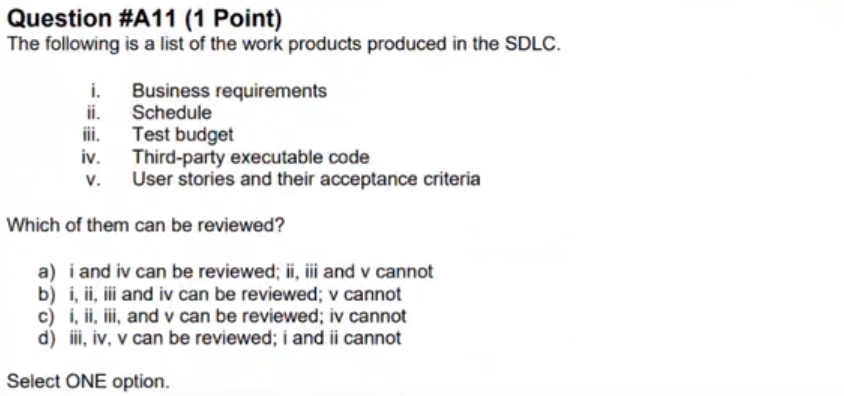 Question #A11 (1 Point)
The following is a list of the work products produced in the SDLC.
i. Business requirements
ii. Schedule
iii. Test budget
iv. Third-party executable code
v. User stories and their acceptance criteria
Which of them can be reviewed?
a) i and iv can be reviewed; ii, iii and v cannot
b) i, ii, iii and iv can be reviewed; v cannot
c) i, ii, iii, and v can be reviewed; iv cannot
d) iii, iv, v can be reviewed; i and ii cannot
Select ONE option.